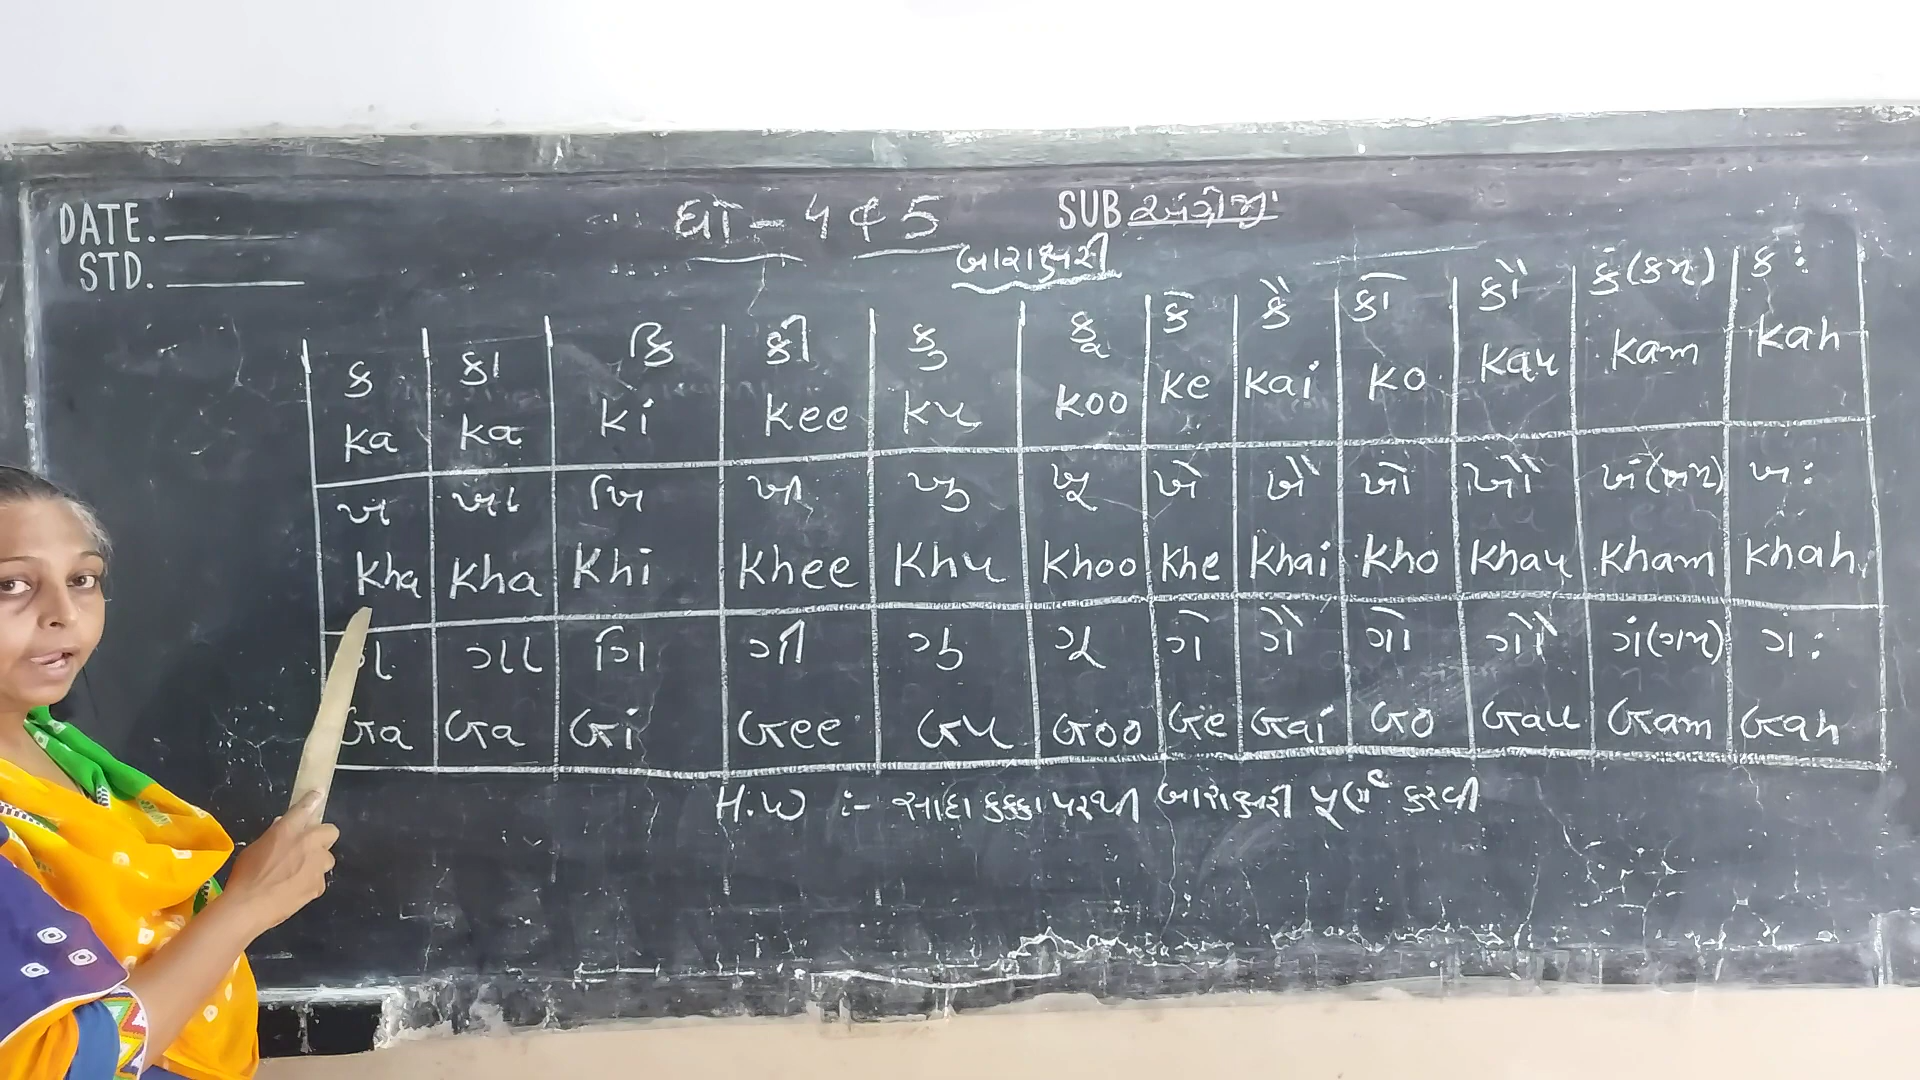 DATE.
STD.
ધો - 4 ક 5
SUB અંગ્રેજી
બારાક્ષરી
ક કા કિ કી કુ કૂ કે કૈ કો કૌ કં(કમ) કઃ
ka ka ki kee ku koo ke kai ko kau kam kah
ખ ખા ખિ ખી ખુ ખૂ ખે ખૈ ખો ખૌ ખં(ખમ) ખઃ
kha kha khi khee khu khoo khe khai kho khau kham khah
ગ ગા ગિ ગી ગુ ગૂ ગે ગૈ ગો ગૌ ગં(ગમ) ગઃ
Ga Ga Gi Gee Gu Goo Ge Gai Go Gau Gam Gah
H.W :- સાદા કક્કા પરથી બારાક્ષરી પૂર્ણ કરવી